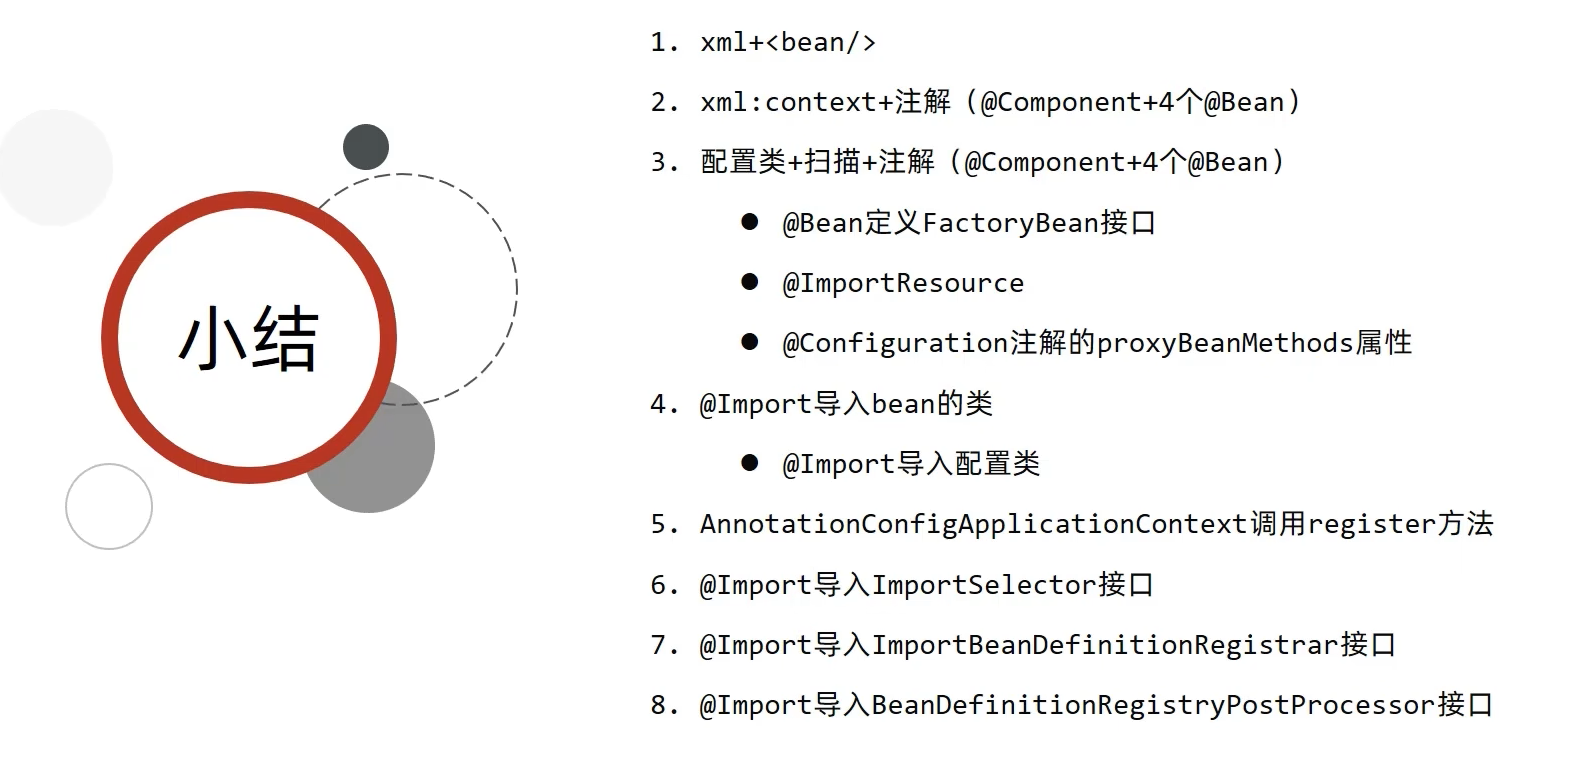 小结
1. xml+<bean/>
2. xml:context+注解（@Component+4个@Bean）
3. 配置类+扫描+注解（@Component+4个@Bean）
● @Bean定义FactoryBean接口
● @ImportResource
● @Configuration注解的proxyBeanMethods属性
4. @Import导入bean的类
● @Import导入配置类
5. AnnotationConfigApplicationContext调用register方法
6. @Import导入ImportSelector接口
7. @Import导入ImportBeanDefinitionRegistrar接口
8. @Import导入BeanDefinitionRegistryPostProcessor接口